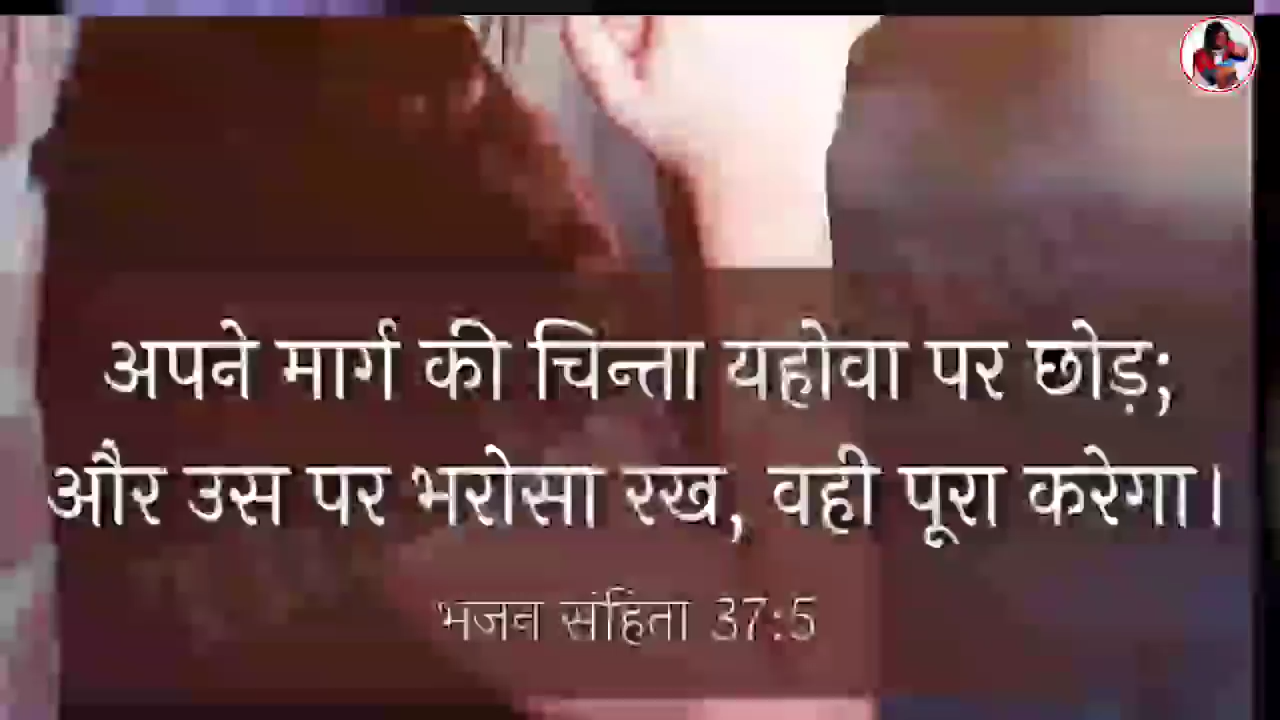 अपने मार्ग की चिन्ता यहोवा पर छोड़;
और उस पर भरोसा रख, वही पूरा करेगा।
भजन संहिता 37:5